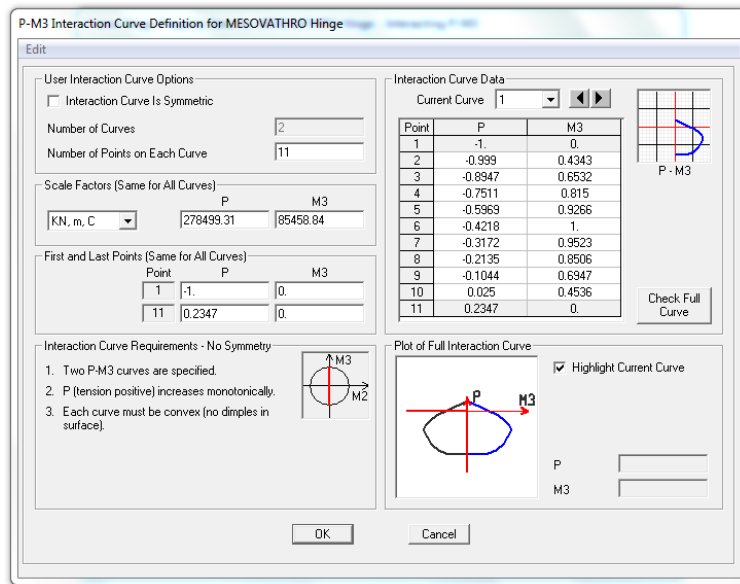 P-M3 Interaction Curve Definition for MESOVATHRO Hinge
Edit
User Interaction Curve Options
Interaction Curve Is Symmetric
Number of Curves 2
Number of Points on Each Curve 11
Scale Factors (Same for All Curves)
P M3
KN, m, C 278499.31 85458.84
First and Last Points (Same for All Curves)
Point P M3
1 -1. 0.
11 0.2347 0.
Interaction Curve Requirements - No Symmetry
1. Two P-M3 curves are specified.
2. P (tension positive) increases monotonically.
3. Each curve must be convex (no dimples in
surface).
M3
M2
Interaction Curve Data
Current Curve 1
Point P M3
1 -1. 0.
2 -0.999 0.4343
3 -0.8947 0.6532
4 -0.7511 0.815
5 -0.5969 0.9266
6 -0.4218 1.
7 -0.3172 0.9523
8 -0.2135 0.8506
9 -0.1044 0.6947
10 0.025 0.4536
11 0.2347 0.
P - M3
Check Full
Curve
Plot of Full Interaction Curve
P
M3
Highlight Current Curve
P
M3
OK
Cancel